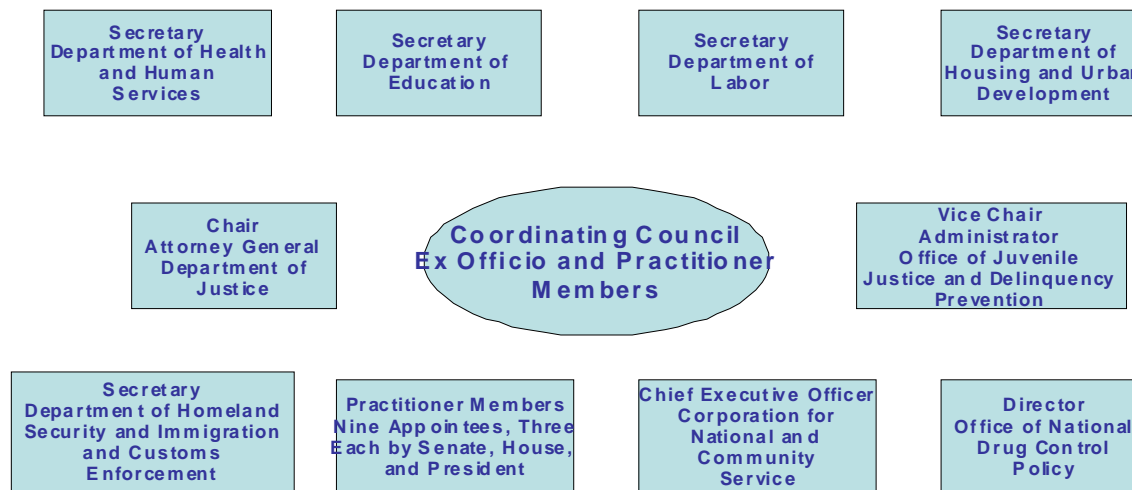 Secretary
Department of Health
and Human
Services
Secretary
Department of
Education
Secretary
Department of
Labor
Secretary
Department of
Housing and Urban
Development
Chair
Attorney General
Department of
Justice
Coordinating Council
Ex Officio and Practitioner
Members
Vice Chair
Administrator
Office of Juvenile
Justice and Delinquency
Prevention
Secretary
Department of Homeland
Security and Immigration
and Customs
Enforcement
Practitioner Members
Nine Appointees, Three
Each by Senate, House,
and President
Chief Executive Officer
Corporation for
National and
Community
Service
Director
Office of National
Drug Control
Policy